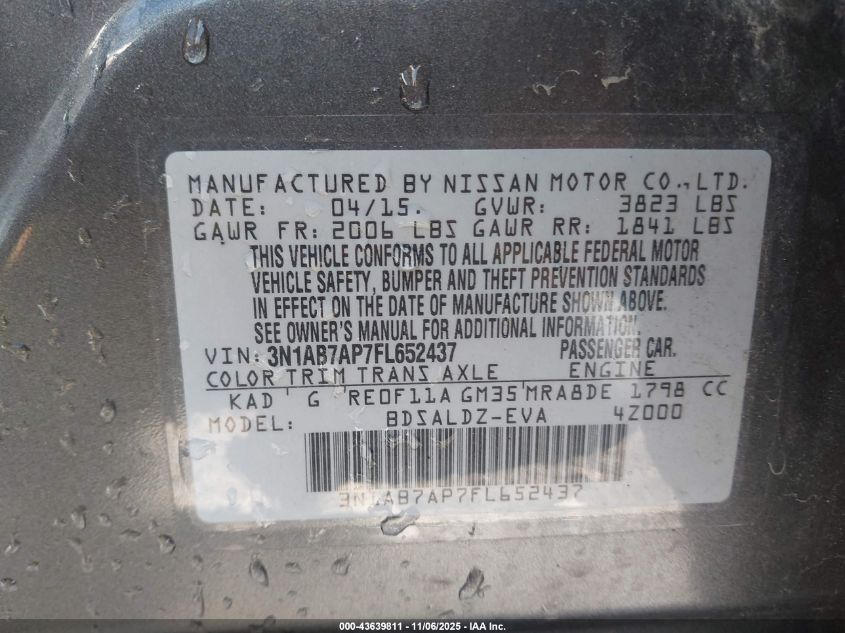 MANUFACTURED BY NISSAN MOTOR CO., LTD.
DATE: 04/15. GVWR: 3823 LBS
GAWR FR: 2006 LBS GAWR RR: 1841 LBS
THIS VEHICLE CONFORMS TO ALL APPLICABLE FEDERAL MOTOR
VEHICLE SAFETY, BUMPER AND THEFT PREVENTION STANDARDS
IN EFFECT ON THE DATE OF MANUFACTURE SHOWN ABOVE.
SEE OWNER'S MANUAL FOR ADDITIONAL INFORMATION.
VIN: 3N1AB7AP7FL652437 PASSENGER CAR.
COLOR TRIM TRANS AXLE ENGINE
KAD G RE0F11A GM35 MRA8DE 1798 CC
MODEL: BDSALDZ-EVA 4Z000
3N1AB7AP7FL652437
000-43639811 - 11/06/2025 - IAA Inc.